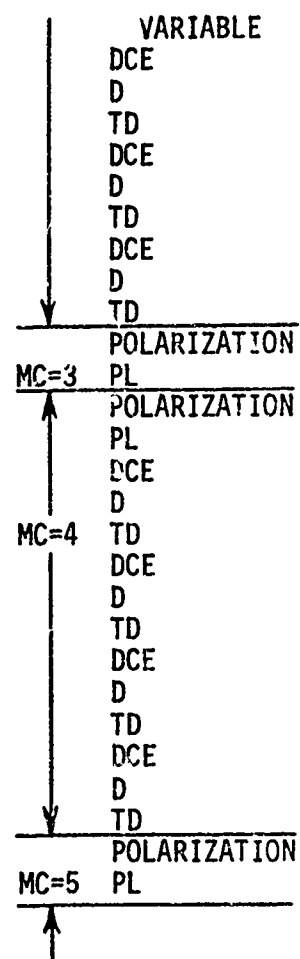 VARIABLE
DCE
D
TD
DCE
D
TD
DCE
D
TD
POLARIZATION
MC=3 PL
POLARIZATION
PL
DCE
D
MC=4 TD
DCE
D
TD
DCE
D
TD
DCE
D
TD
POLARIZATION
MC=5 PL